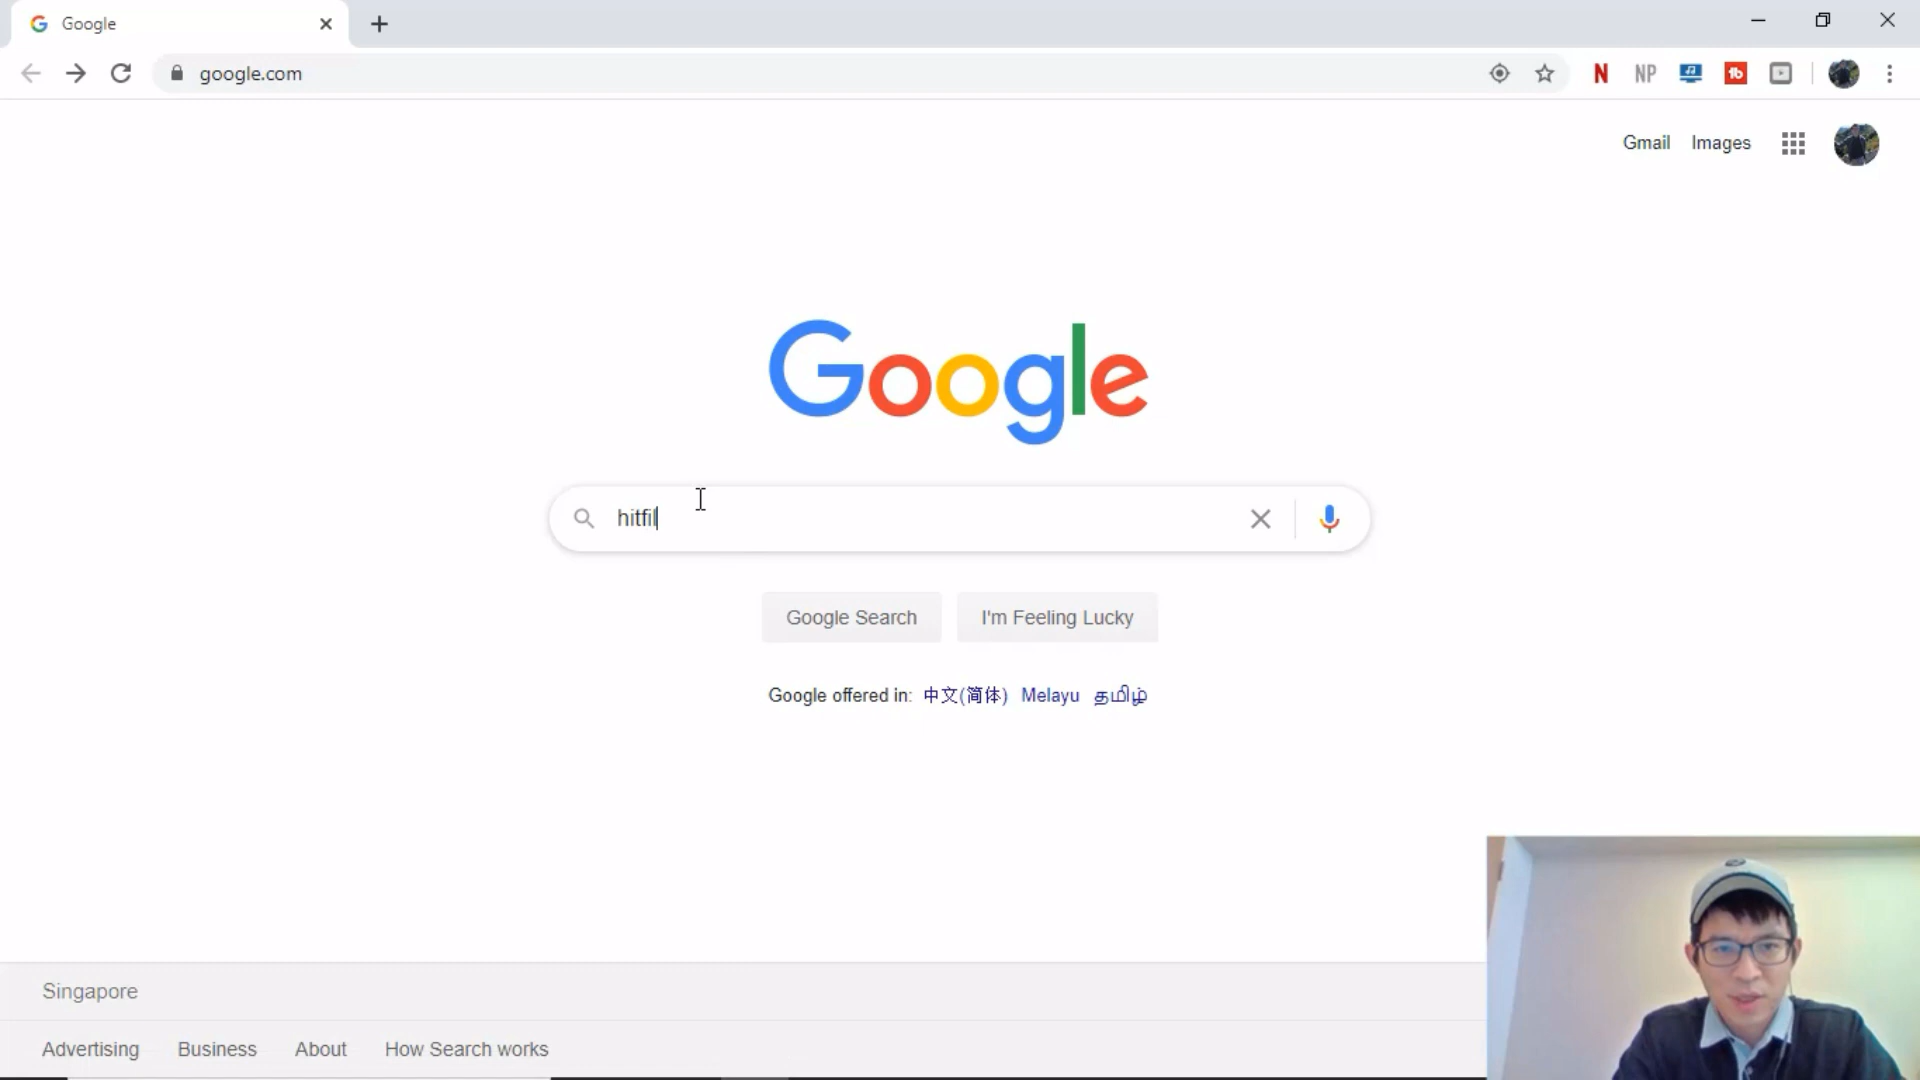 Google
google.com
N NP tb
Gmail Images
Google
hitfil
Google Search I'm Feeling Lucky
Google offered in: 中文(简体) Melayu தமிழ்
Singapore
Advertising Business About How Search works